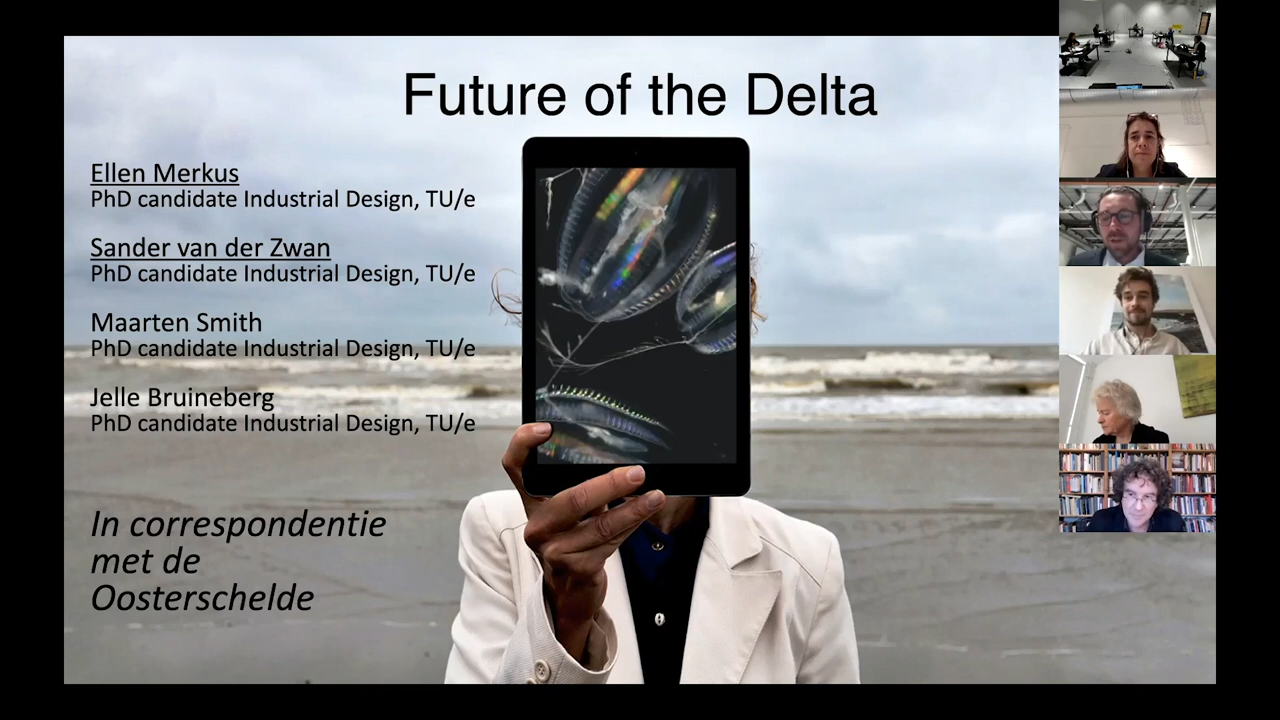 Future of the Delta
Ellen Merkus
PhD candidate Industrial Design, TU/e
Sander van der Zwan
PhD candidate Industrial Design, TU/e
Maarten Smith
PhD candidate Industrial Design, TU/e
Jelle Bruineberg
PhD candidate Industrial Design, TU/e
In correspondentie
met de
Oosterschelde